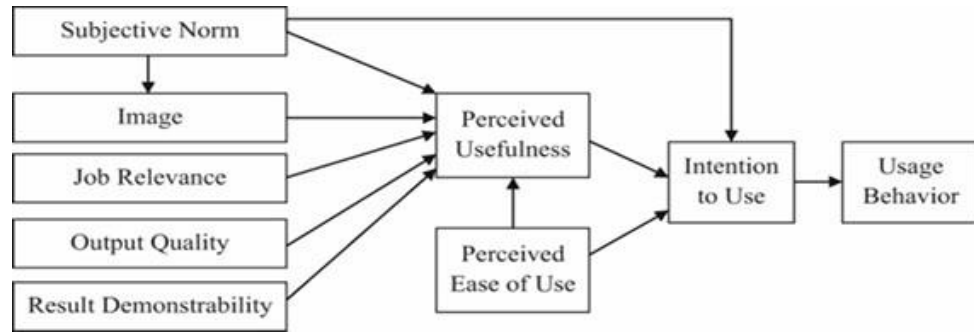 Subjective Norm
Image
Job Relevance
Output Quality
Result Demonstrability
Perceived
Usefulness
Perceived
Ease of Use
Intention
to Use
Usage
Behavior